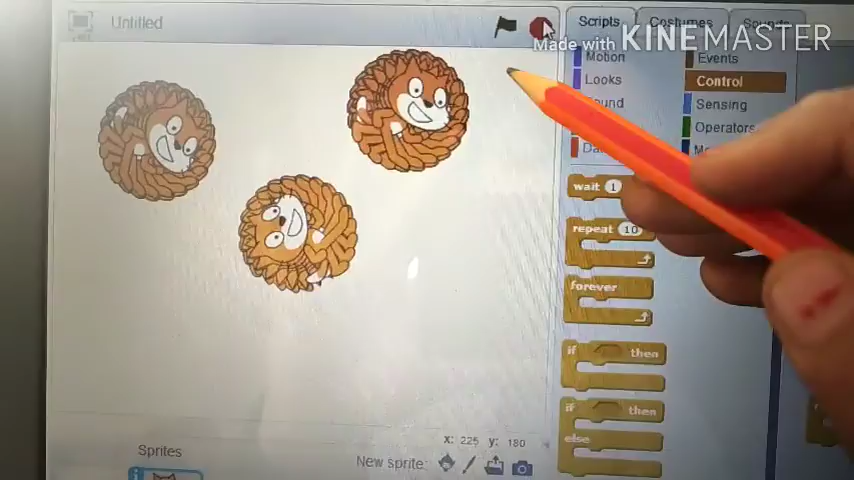 Untitled
Scripts
Costumes
Sounds
Made with KINEMASTER
Motion
Events
Looks
Control
Sensing
Operators
wait 1
repeat 10
forever
if then
if then
else
x: 225 y: 180
Sprites
New sprite: